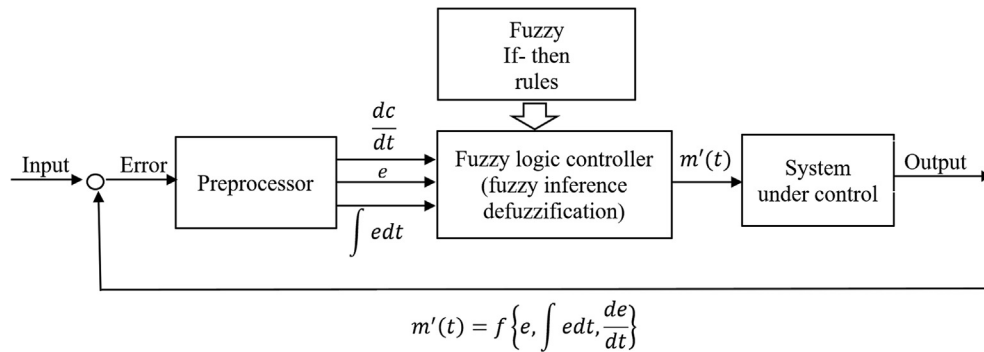 Fuzzy
If- then
rules
dc/dt
Input
Error
Preprocessor
e
∫ edt
Fuzzy logic controller
(fuzzy inference
defuzzification)
m′(t)
System
under control
Output
m′(t) = f{e, ∫ edt, de/dt}